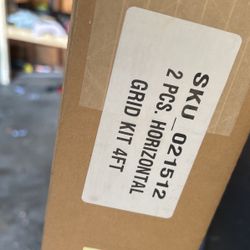 SKU_021512
2 PCS. HORIZONTAL
GRID KIT 4FT